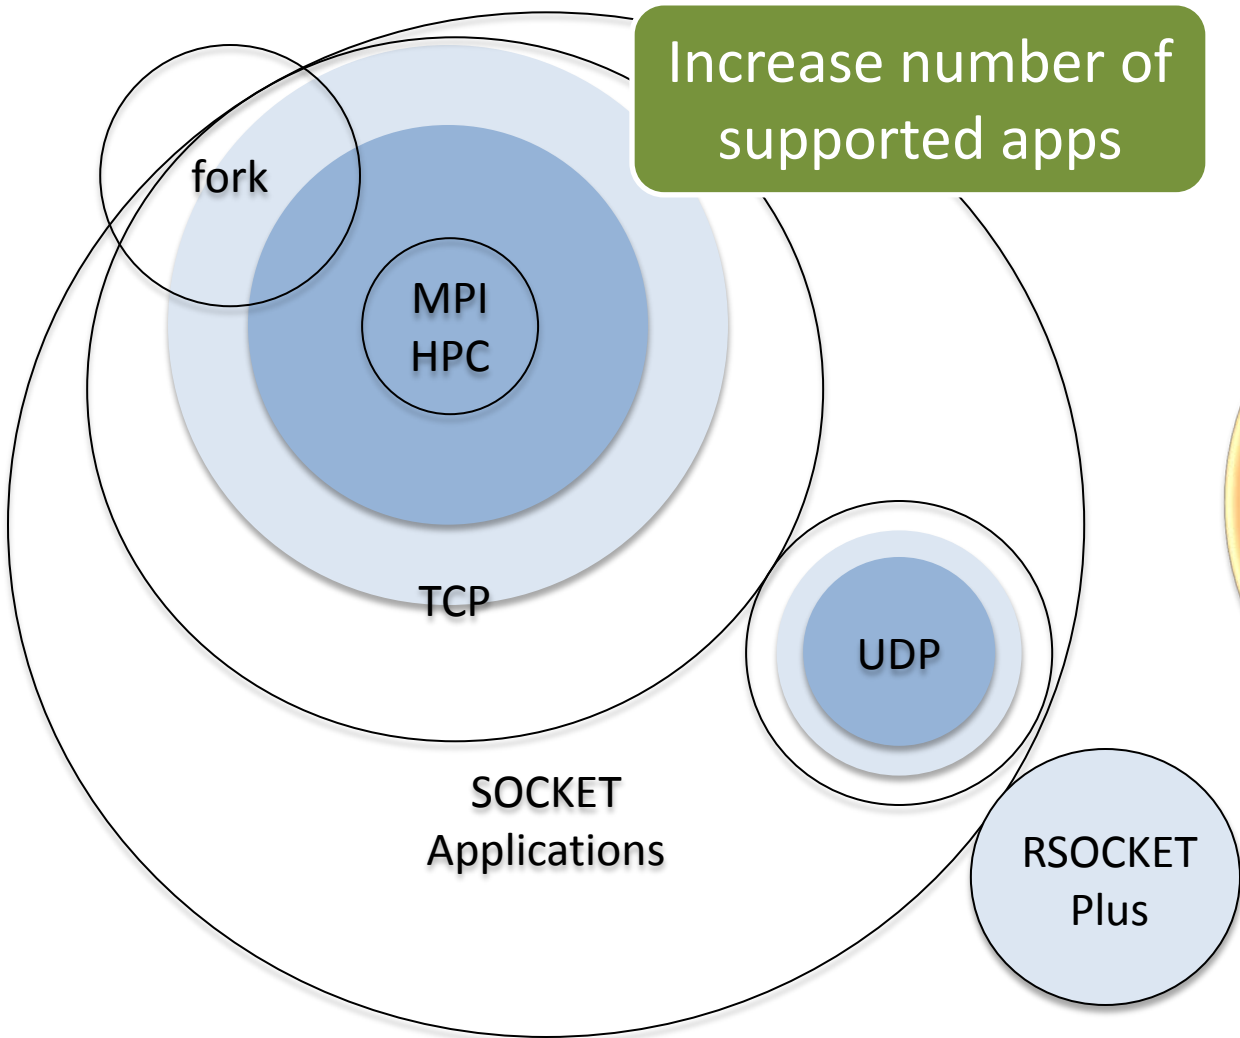 Increase number of
supported apps
fork
MPI
HPC
TCP
UDP
SOCKET
Applications
RSOCKET
Plus